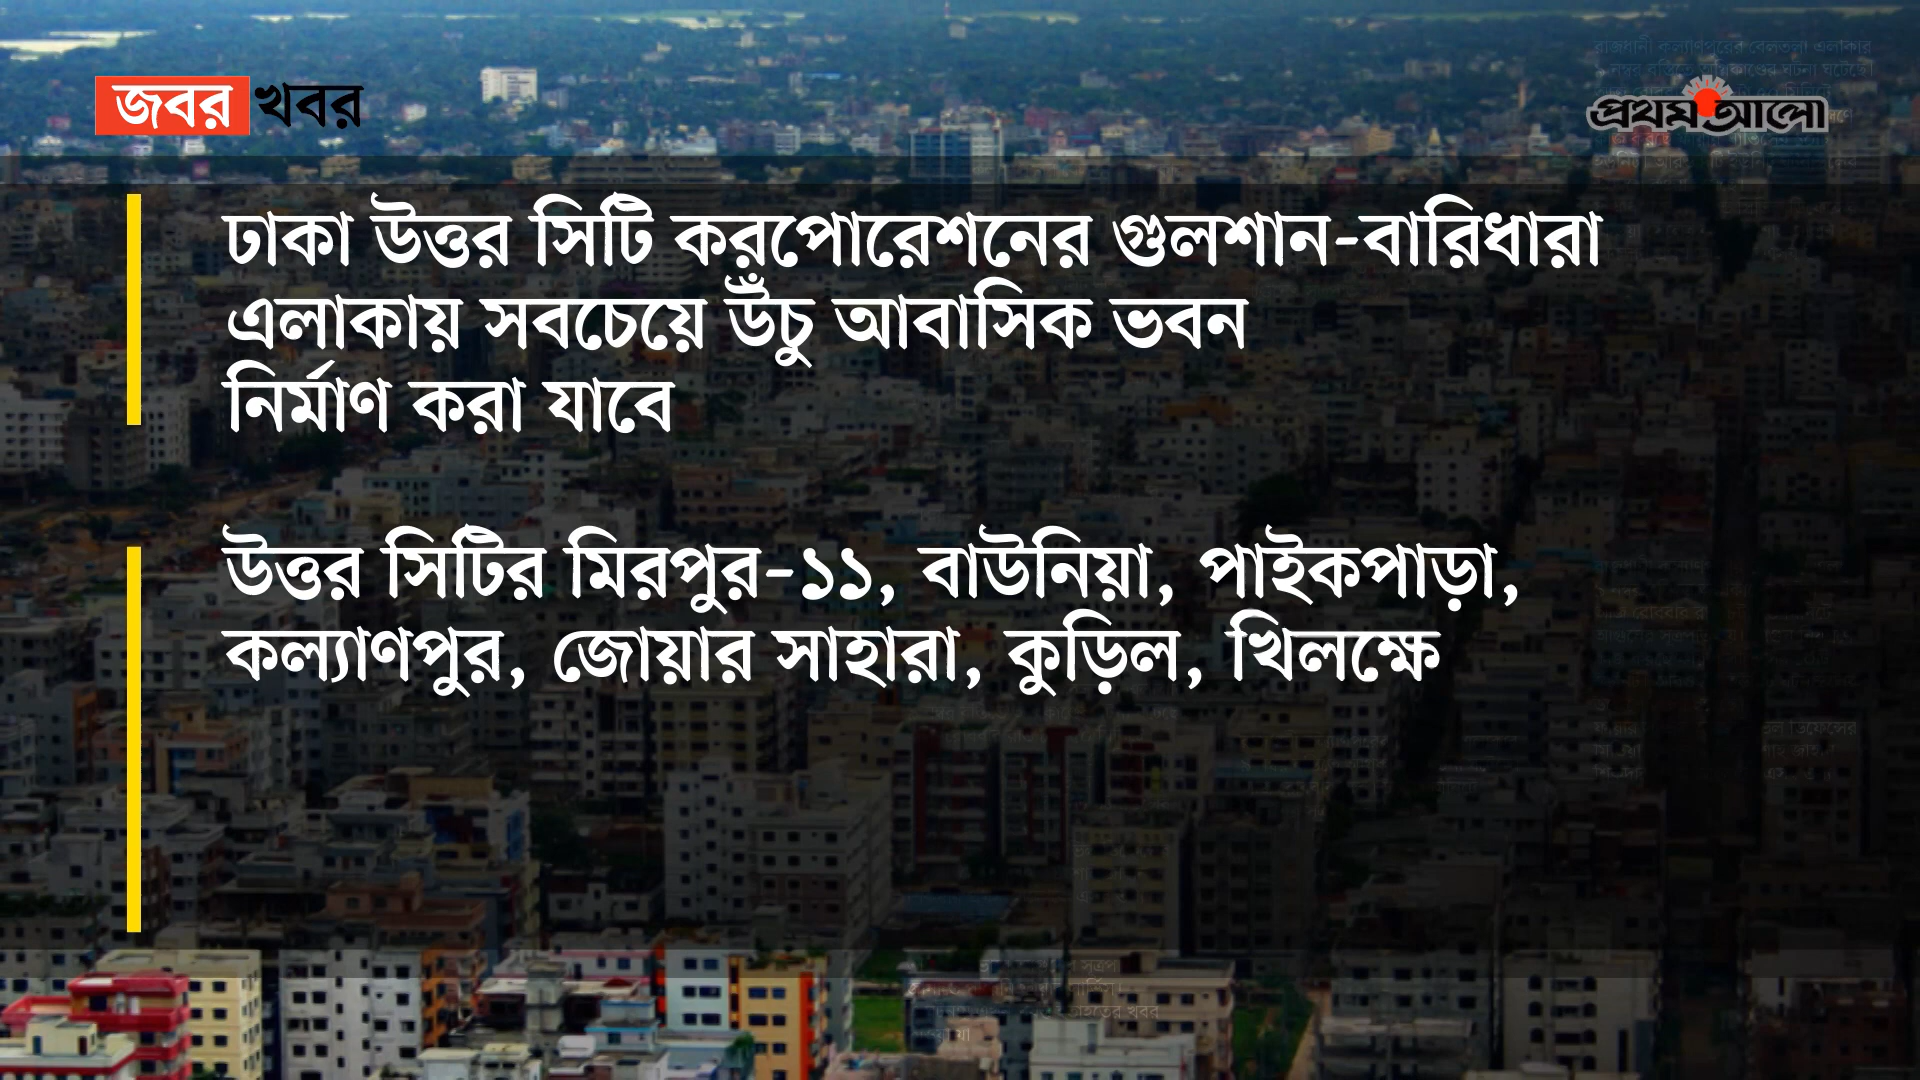 জবর খবর
প্রথম আলো
ঢাকা উত্তর সিটি করপোরেশনের গুলশান-বারিধারা
এলাকায় সবচেয়ে উঁচু আবাসিক ভবন
নির্মাণ করা যাবে
উত্তর সিটির মিরপুর-১১, বাউনিয়া, পাইকপাড়া,
কল্যাণপুর, জোয়ার সাহারা, কুড়িল, খিলক্ষে